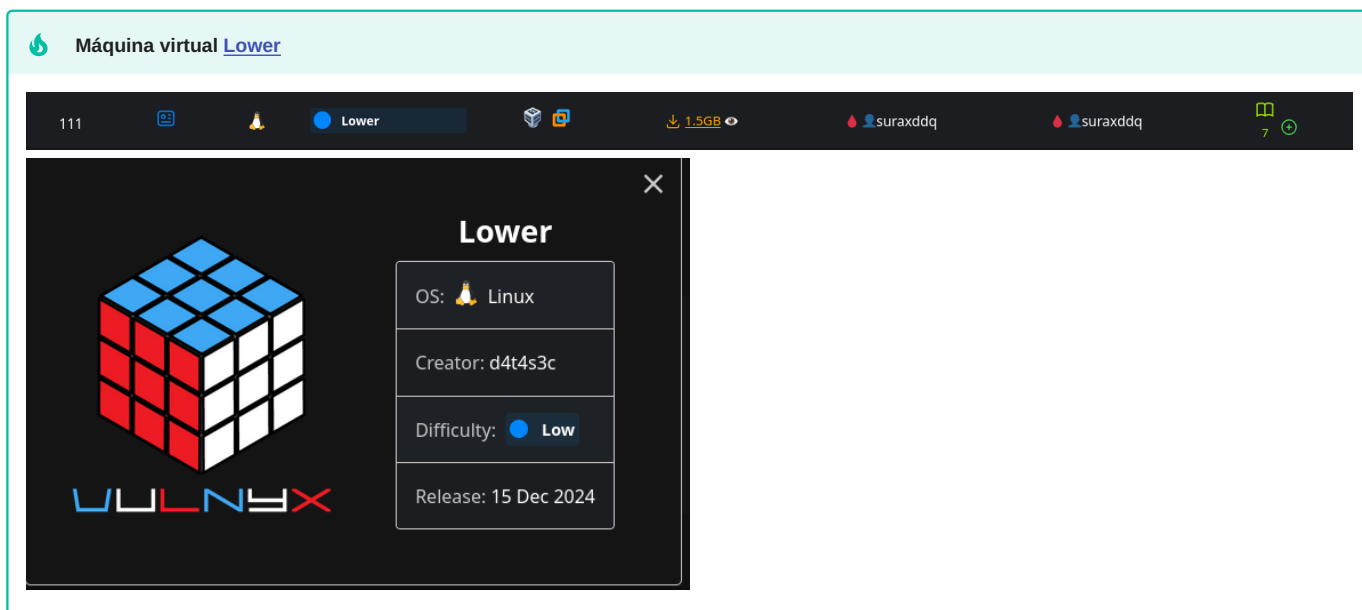 Máquina virtual Lower
111 Lower 1.5GB suraxddq suraxddq 7
Lower
OS: Linux
Creator: d4t4s3c
Difficulty: Low
Release: 15 Dec 2024
VULNYX